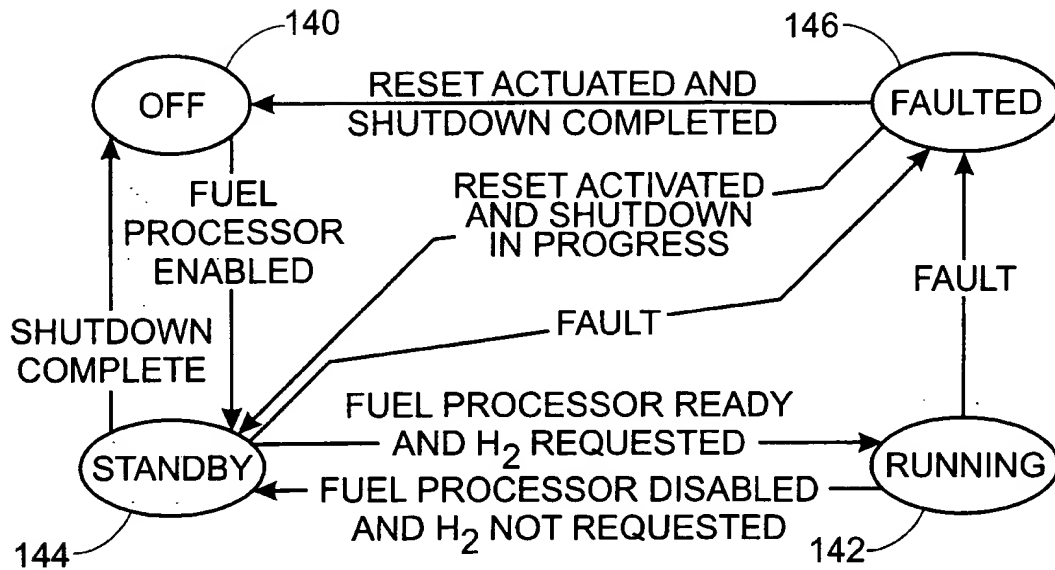 140
146
OFF
RESET ACTUATED AND
SHUTDOWN COMPLETED
FAULTED
FUEL
PROCESSOR
ENABLED
RESET ACTIVATED
AND SHUTDOWN
IN PROGRESS
FAULT
SHUTDOWN
COMPLETE
FAULT
STANDBY
FUEL PROCESSOR READY
AND H2 REQUESTED
RUNNING
FUEL PROCESSOR DISABLED
AND H2 NOT REQUESTED
144
142